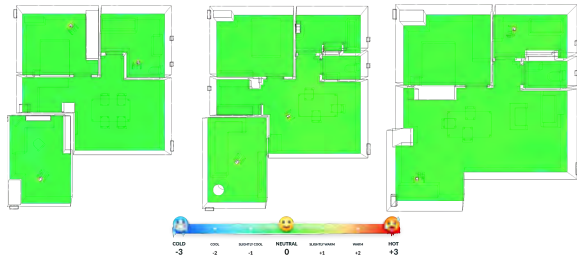 COLD COOL SLIGHTLY COOL NEUTRAL SLIGHTLY WARM WARM HOT
-3 -2 -1 0 +1 +2 +3